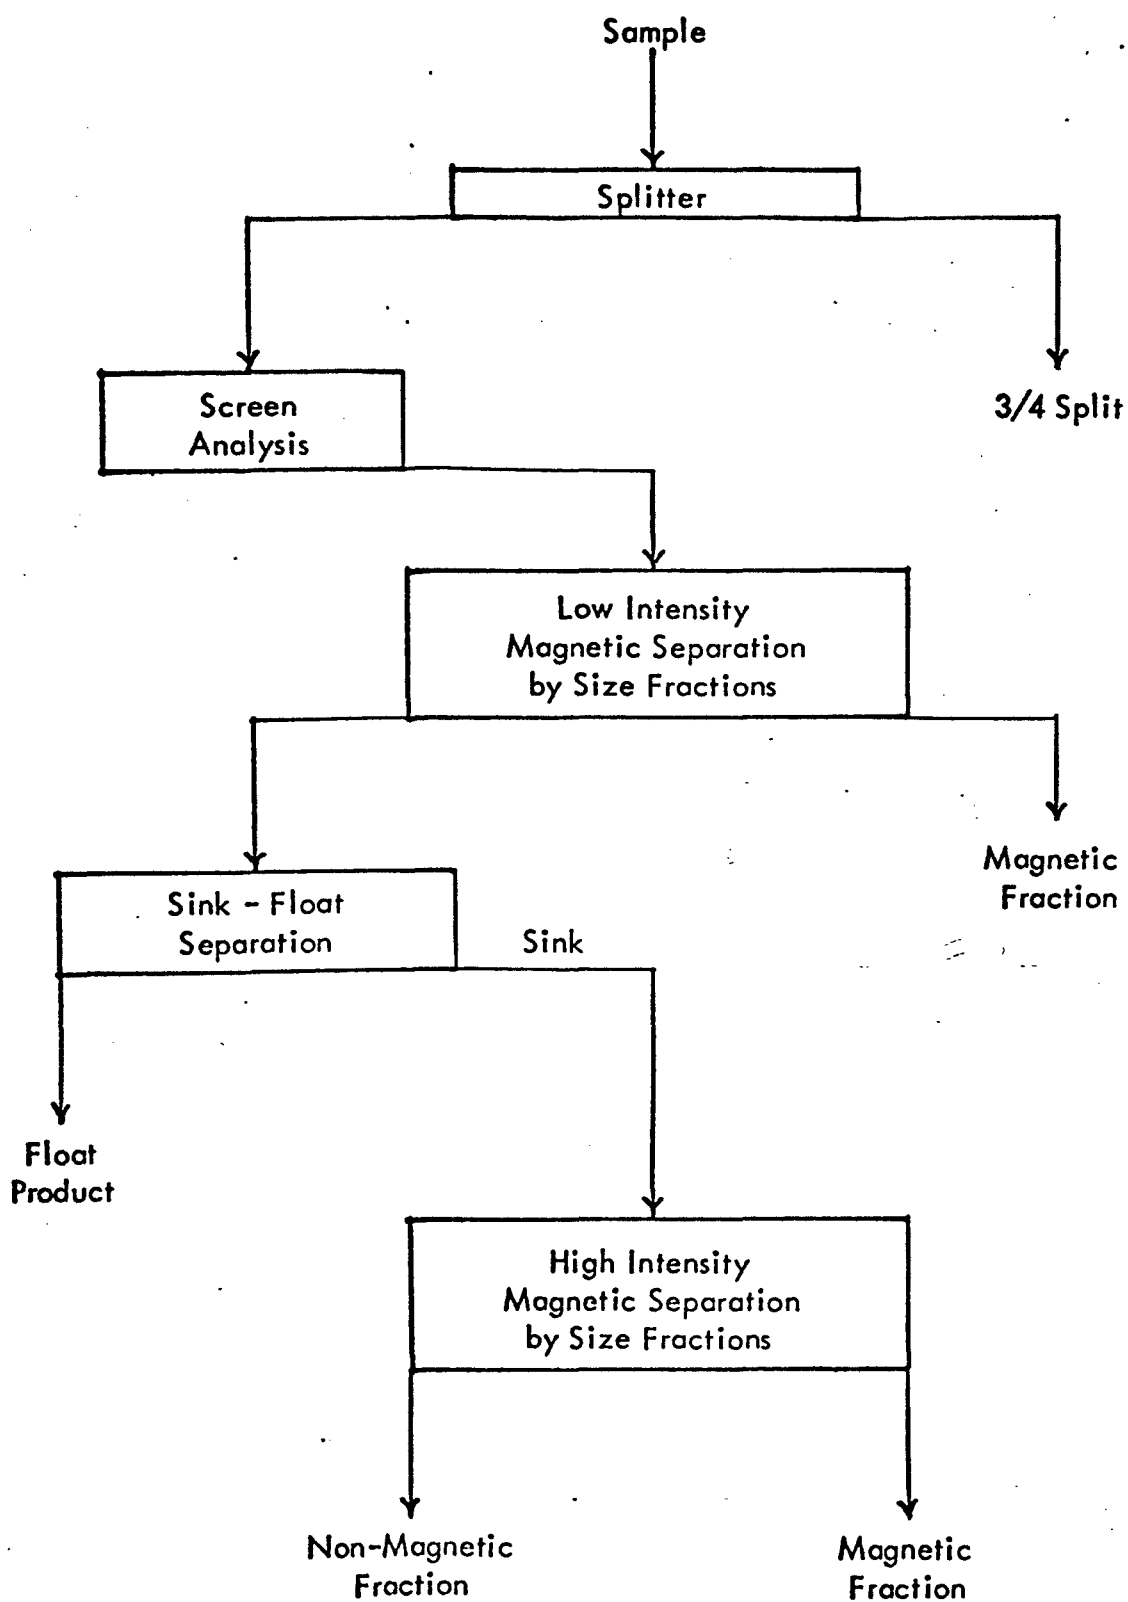 Sample
Splitter
Screen
Analysis
3/4 Split
Low Intensity
Magnetic Separation
by Size Fractions
Magnetic
Fraction
Sink - Float
Separation
Sink
Float
Product
High Intensity
Magnetic Separation
by Size Fractions
Non-Magnetic
Fraction
Magnetic
Fraction